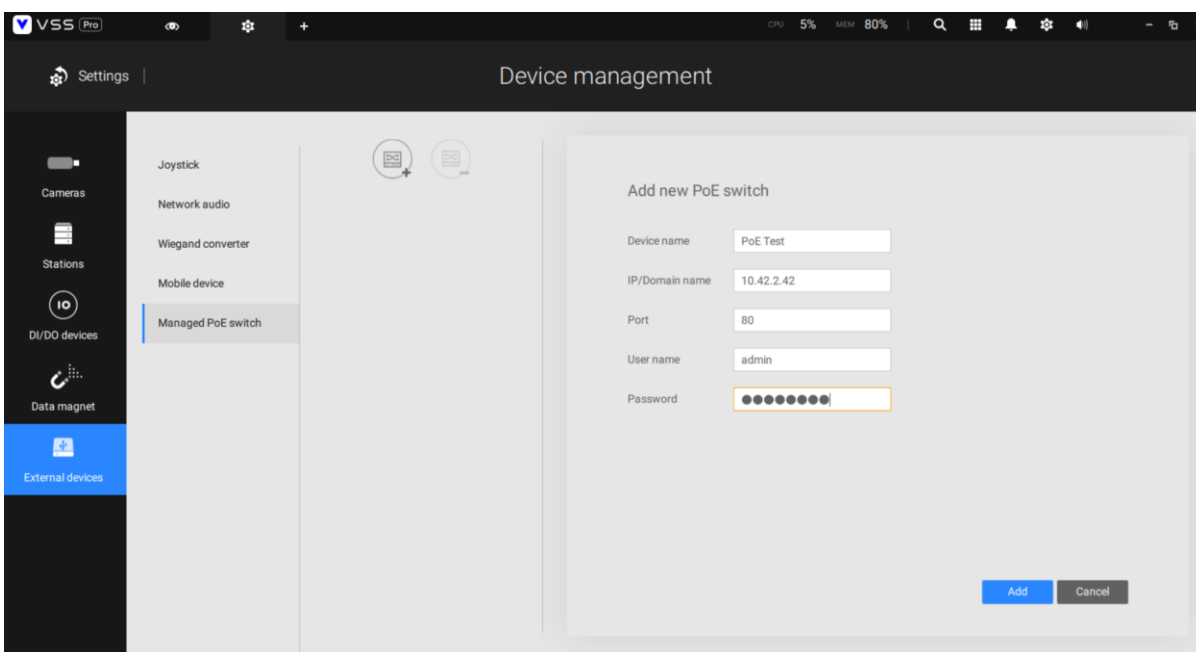 VSS Pro
CPU 5% MEM 80%
Settings
Device management
Cameras
Stations
IO
DI/DO devices
Data magnet
External devices
Joystick
Network audio
Wiegand converter
Mobile device
Managed PoE switch
Add new PoE switch
Device name PoE Test
IP/Domain name 10.42.2.42
Port 80
User name admin
Password ●●●●●●●●
Add Cancel